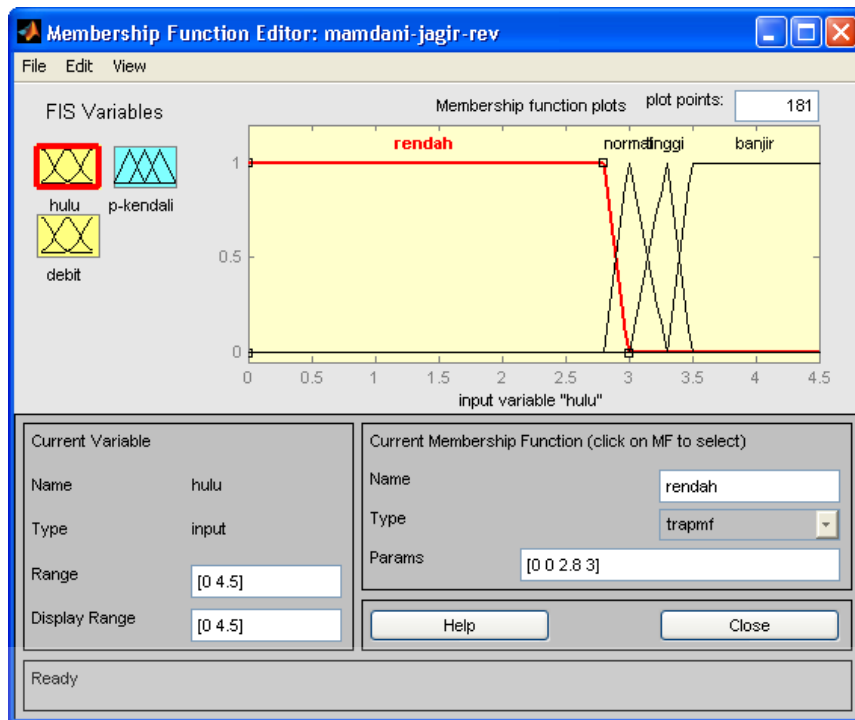 Membership Function Editor: mamdani-jagir-rev
File Edit View
FIS Variables
hulu
p-kendali
debit
Membership function plots plot points: 181
rendah normal tinggi banjir
1
0.5
0
0 0.5 1 1.5 2 2.5 3 3.5 4 4.5
input variable "hulu"
Current Variable
Name hulu
Type input
Range [0 4.5]
Display Range [0 4.5]
Current Membership Function (click on MF to select)
Name rendah
Type trapmf
Params [0 0 2.8 3]
Help Close
Ready